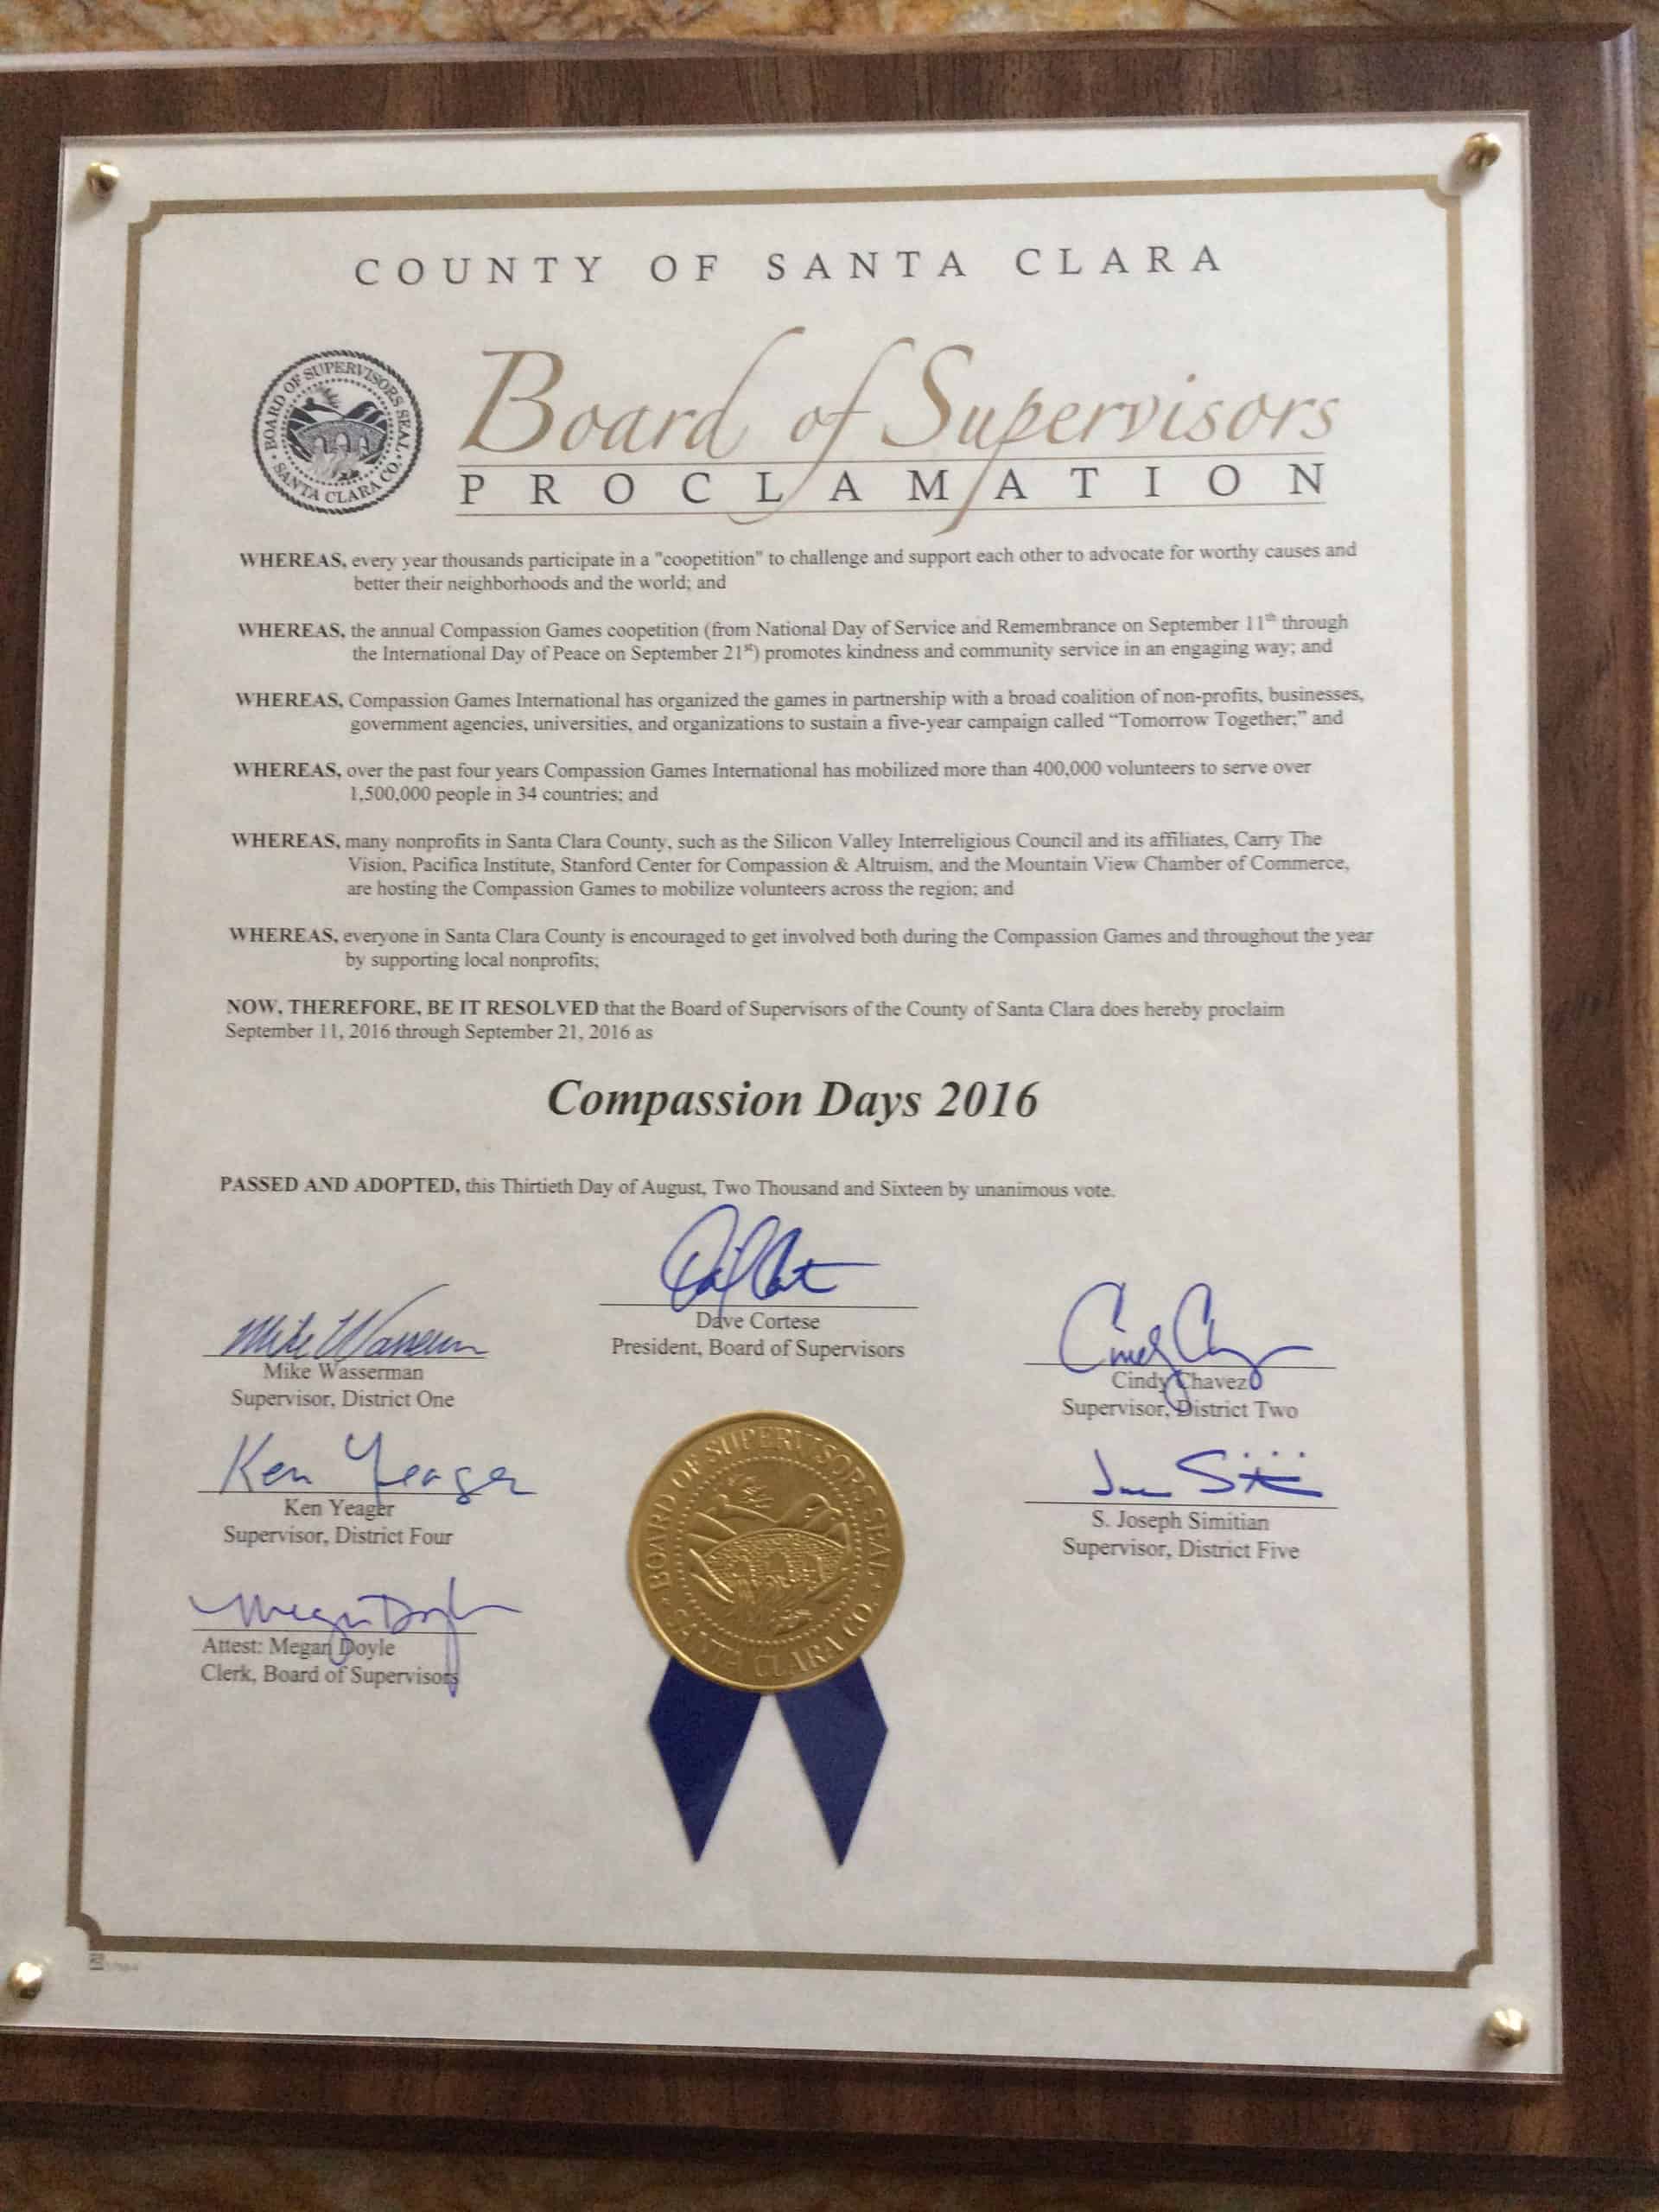 COUNTY OF SANTA CLARA
BOARD OF SUPERVISORS SEAL · SANTA CLARA CO. ·
Board of Supervisors
PROCLAMATION
WHEREAS, every year thousands participate in a "coopetition" to challenge and support each other to advocate for worthy causes and
better their neighborhoods and the world; and
WHEREAS, the annual Compassion Games coopetition (from National Day of Service and Remembrance on September 11th through
the International Day of Peace on September 21st) promotes kindness and community service in an engaging way; and
WHEREAS, Compassion Games International has organized the games in partnership with a broad coalition of non-profits, businesses,
government agencies, universities, and organizations to sustain a five-year campaign called “Tomorrow Together;” and
WHEREAS, over the past four years Compassion Games International has mobilized more than 400,000 volunteers to serve over
1,500,000 people in 34 countries; and
WHEREAS, many nonprofits in Santa Clara County, such as the Silicon Valley Interreligious Council and its affiliates, Carry The
Vision, Pacifica Institute, Stanford Center for Compassion & Altruism, and the Mountain View Chamber of Commerce,
are hosting the Compassion Games to mobilize volunteers across the region; and
WHEREAS, everyone in Santa Clara County is encouraged to get involved both during the Compassion Games and throughout the year
by supporting local nonprofits;
NOW, THEREFORE, BE IT RESOLVED that the Board of Supervisors of the County of Santa Clara does hereby proclaim
September 11, 2016 through September 21, 2016 as
Compassion Days 2016
PASSED AND ADOPTED, this Thirtieth Day of August, Two Thousand and Sixteen by unanimous vote.
Dave Cortese
President, Board of Supervisors
Mike Wasserman
Mike Wasserman
Supervisor, District One
Cindy Chavez
Supervisor, District Two
Ken Yeager
Ken Yeager
Supervisor, District Four
S. Joseph Simitian
Supervisor, District Five
Megan Doyle
Attest: Megan Doyle
Clerk, Board of Supervisors
BOARD OF SUPERVISORS SEAL · SANTA CLARA CO. ·